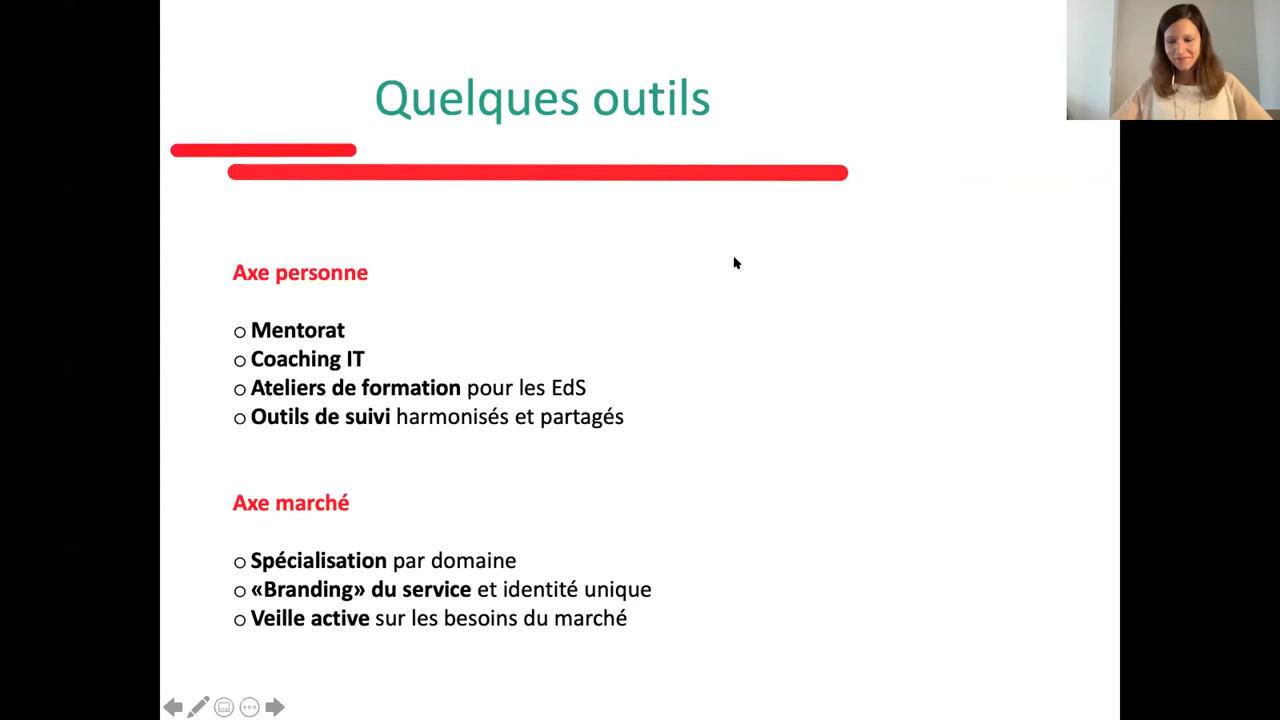 Quelques outils
Axe personne
o Mentorat
o Coaching IT
o Ateliers de formation pour les EdS
o Outils de suivi harmonisés et partagés
Axe marché
o Spécialisation par domaine
o «Branding» du service et identité unique
o Veille active sur les besoins du marché